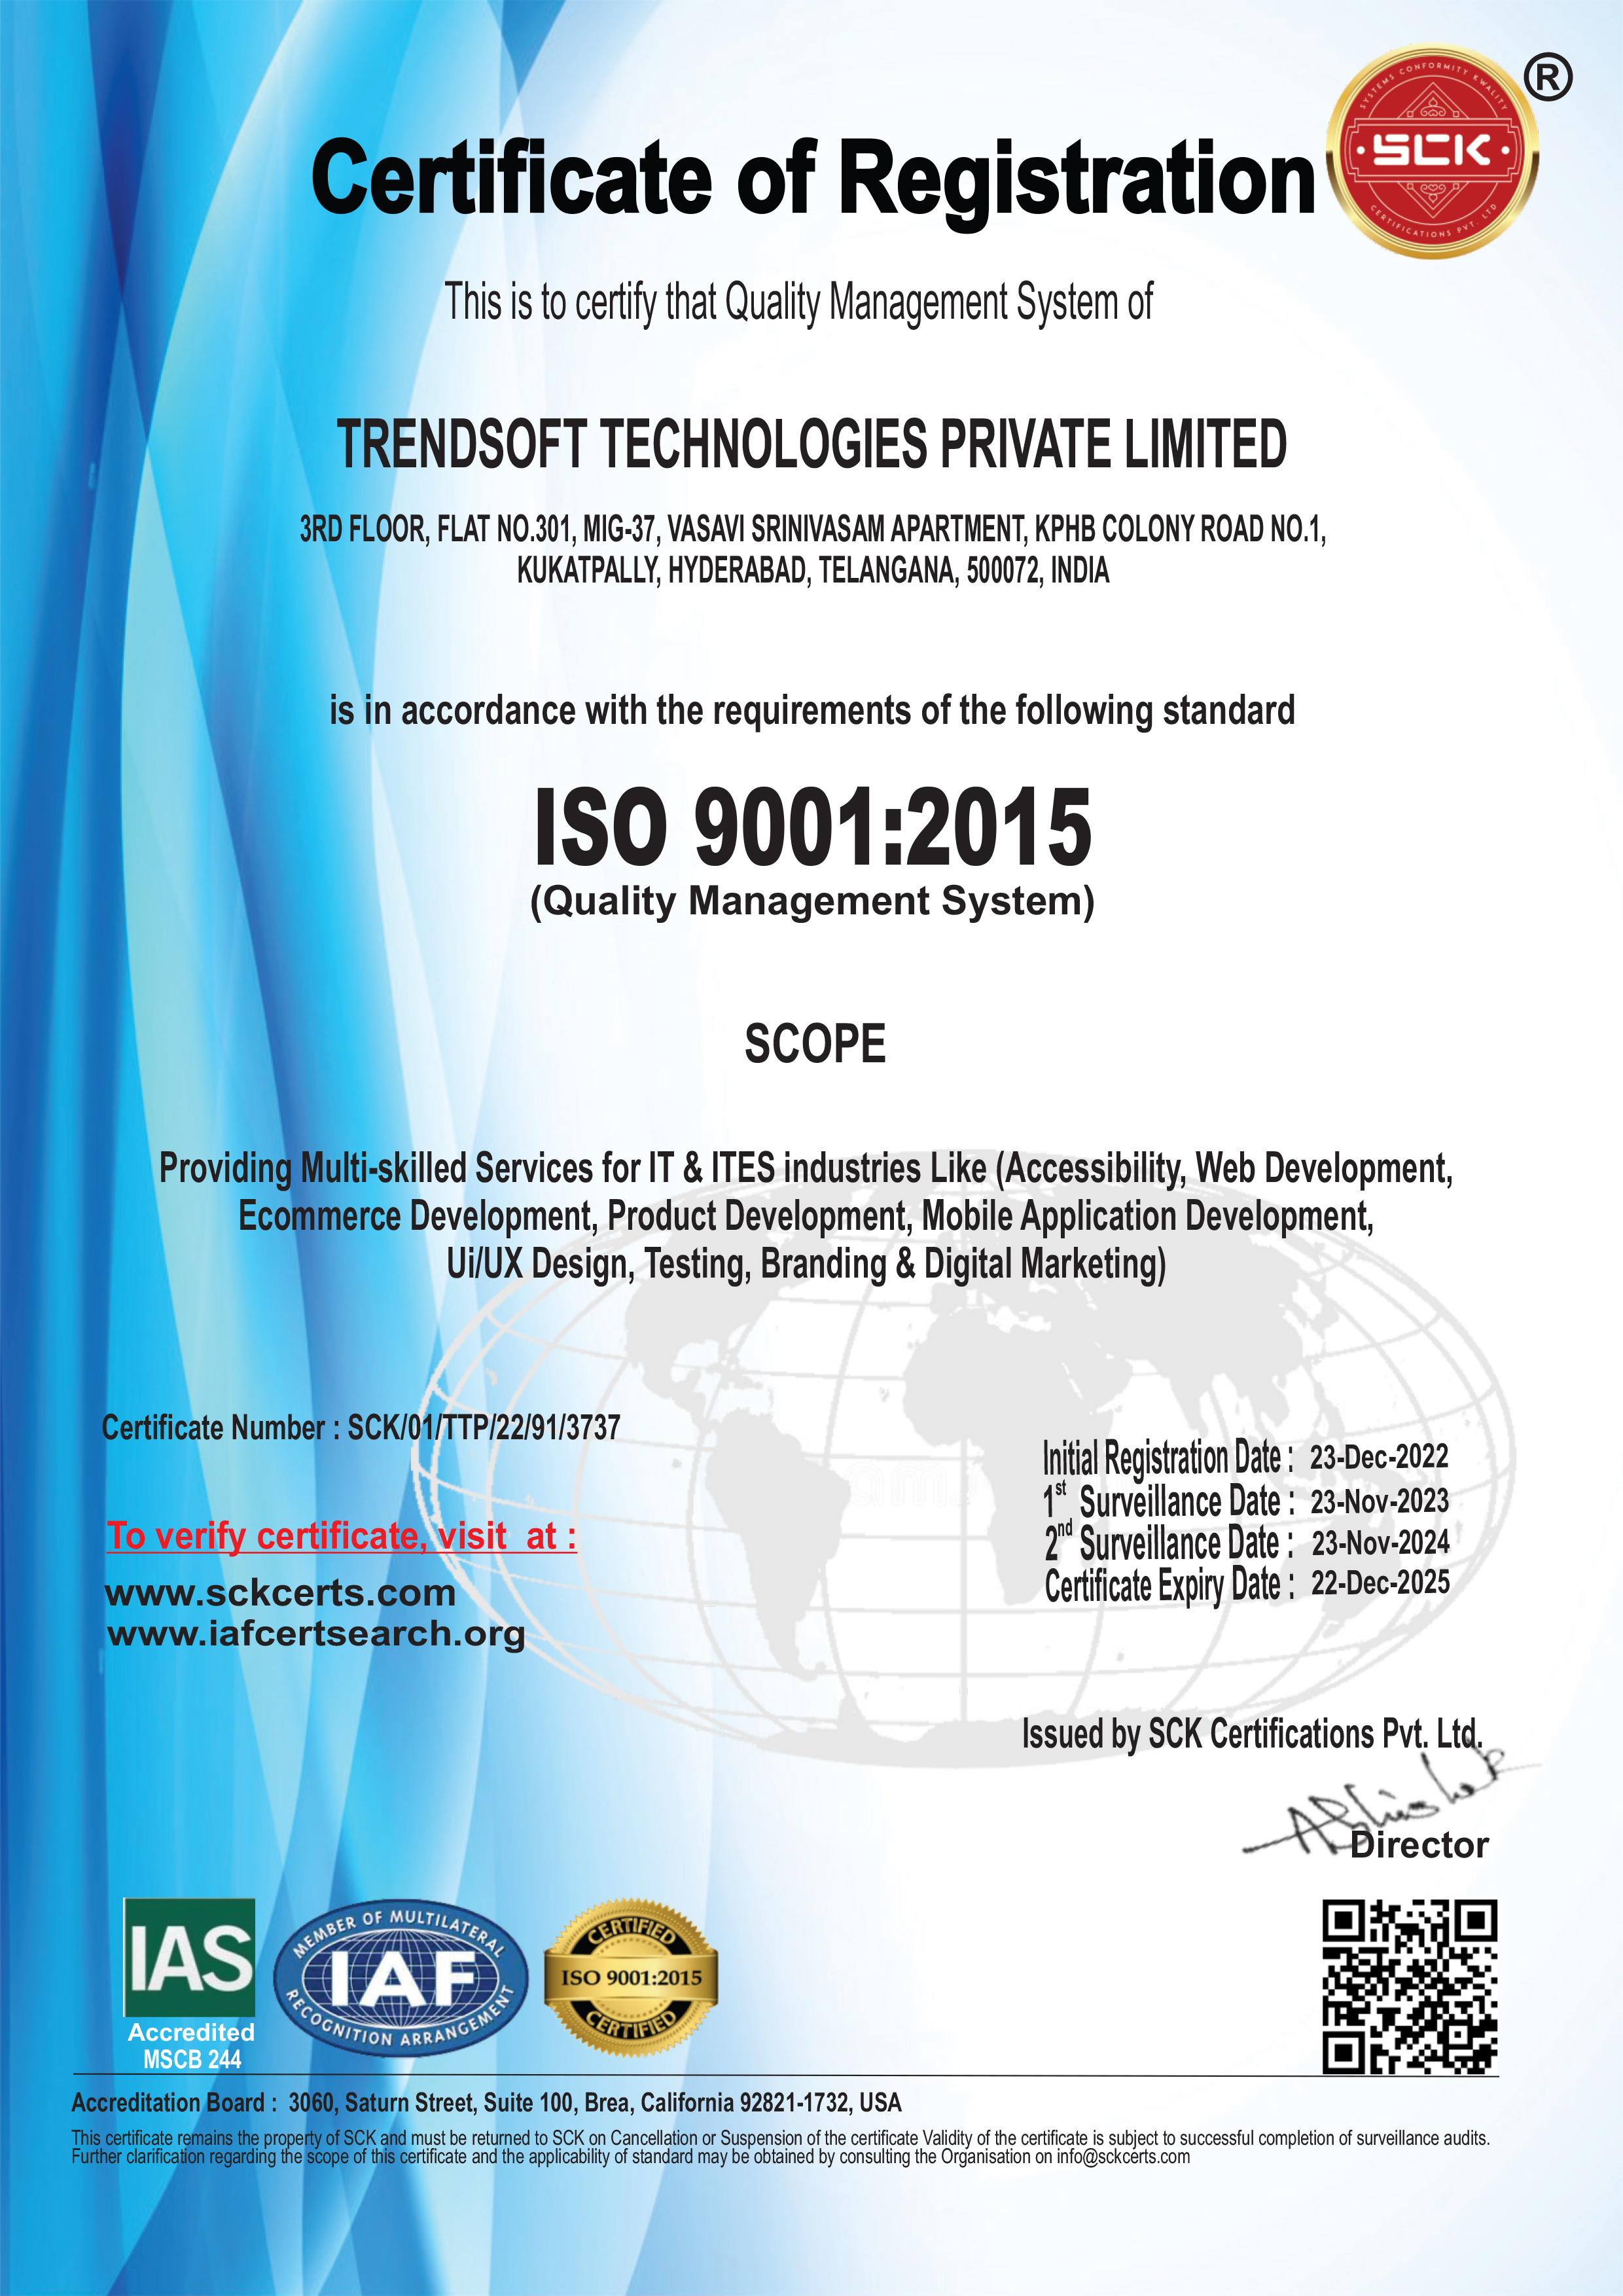 SYSTEMS CONFORMITY KWALITY
SCK
CERTIFICATIONS PVT. LTD
®
Certificate of Registration
This is to certify that Quality Management System of
TRENDSOFT TECHNOLOGIES PRIVATE LIMITED
3RD FLOOR, FLAT NO.301, MIG-37, VASAVI SRINIVASAM APARTMENT, KPHB COLONY ROAD NO.1,
KUKATPALLY, HYDERABAD, TELANGANA, 500072, INDIA
is in accordance with the requirements of the following standard
ISO 9001:2015
(Quality Management System)
SCOPE
Providing Multi-skilled Services for IT & ITES industries Like (Accessibility, Web Development,
Ecommerce Development, Product Development, Mobile Application Development,
Ui/UX Design, Testing, Branding & Digital Marketing)
Certificate Number : SCK/01/TTP/22/91/3737
To verify certificate, visit at :
www.sckcerts.com
www.iafcertsearch.org
Initial Registration Date : 23-Dec-2022
1st Surveillance Date : 23-Nov-2023
2nd Surveillance Date : 23-Nov-2024
Certificate Expiry Date : 22-Dec-2025
Issued by SCK Certifications Pvt. Ltd.
Abhishek
Director
IAS
Accredited
MSCB 244
MEMBER OF MULTILATERAL
IAF
RECOGNITION ARRANGEMENT
CERTIFIED
ISO 9001:2015
CERTIFIED
Accreditation Board : 3060, Saturn Street, Suite 100, Brea, California 92821-1732, USA
This certificate remains the property of SCK and must be returned to SCK on Cancellation or Suspension of the certificate Validity of the certificate is subject to successful completion of surveillance audits.
Further clarification regarding the scope of this certificate and the applicability of standard may be obtained by consulting the Organisation on info@sckcerts.com